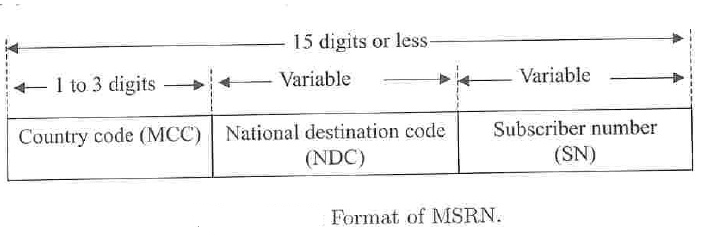 15 digits or less
1 to 3 digits
Variable
Variable
Country code (MCC)
National destination code
(NDC)
Subscriber number
(SN)
Format of MSRN.